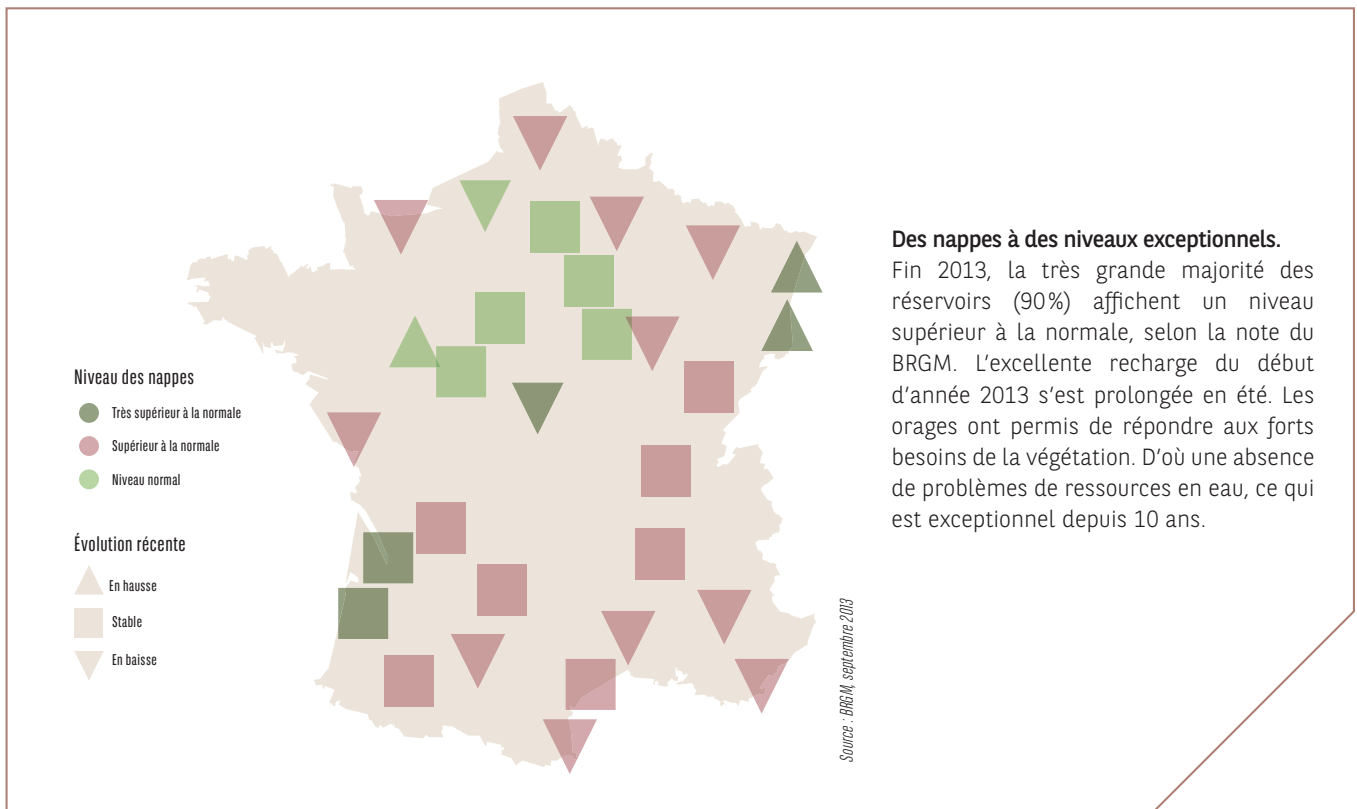 Niveau des nappes
Très supérieur à la normale
Supérieur à la normale
Niveau normal
Évolution récente
En hausse
Stable
En baisse
Source : BRGM, septembre 2013
Des nappes à des niveaux exceptionnels.
Fin 2013, la très grande majorité des
réservoirs (90%) affichent un niveau
supérieur à la normale, selon la note du
BRGM. L'excellente recharge du début
d'année 2013 s'est prolongée en été. Les
orages ont permis de répondre aux forts
besoins de la végétation. D'où une absence
de problèmes de ressources en eau, ce qui
est exceptionnel depuis 10 ans.